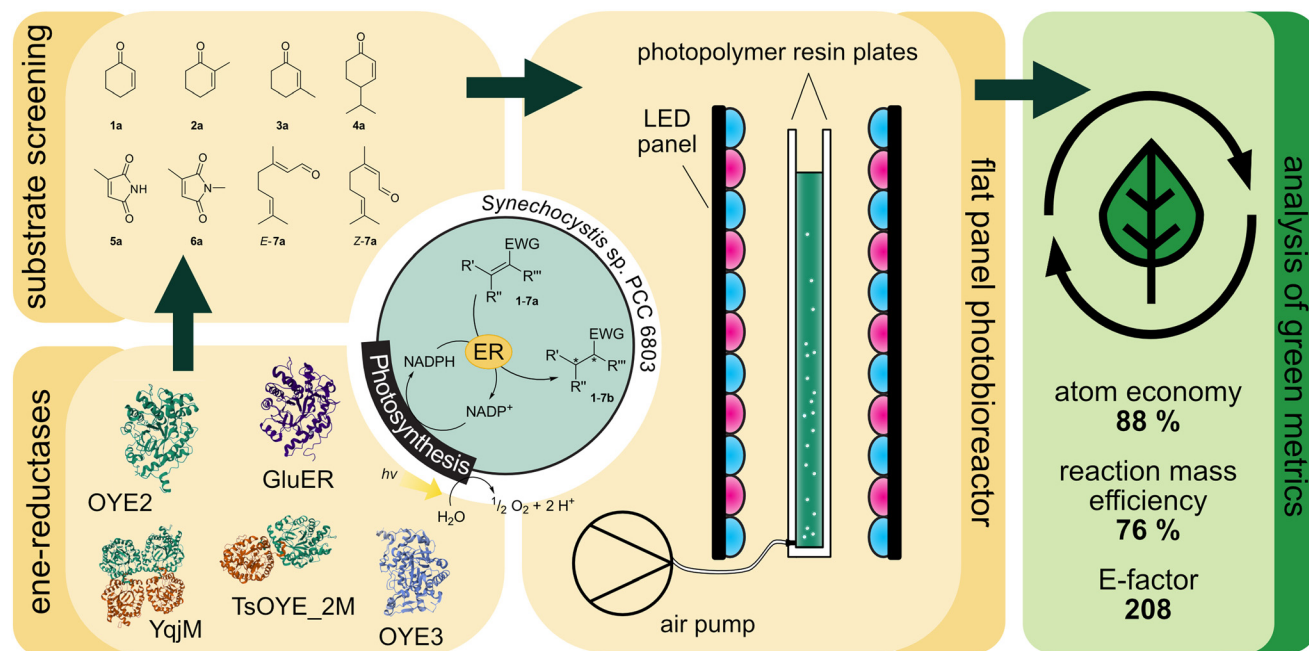 substrate screening
O
1a
O
2a
O
3a
O
4a
O
NH
O
5a
O
N
O
6a
O
E-7a
O
Z-7a
ene-reductases
OYE2
GluER
YqjM
TsOYE_2M
OYE3
Synechocystis sp. PCC 6803
EWG
R'
R'''
R''
1-7a
NADPH
ER
NADP+
EWG
R'
R'''
* *
R''
1-7b
Photosynthesis
hv
H2O
1/2 O2 + 2 H+
flat panel photobioreactor
photopolymer resin plates
LED
panel
air pump
analysis of green metrics
atom economy
88 %
reaction mass
efficiency
76 %
E-factor
208